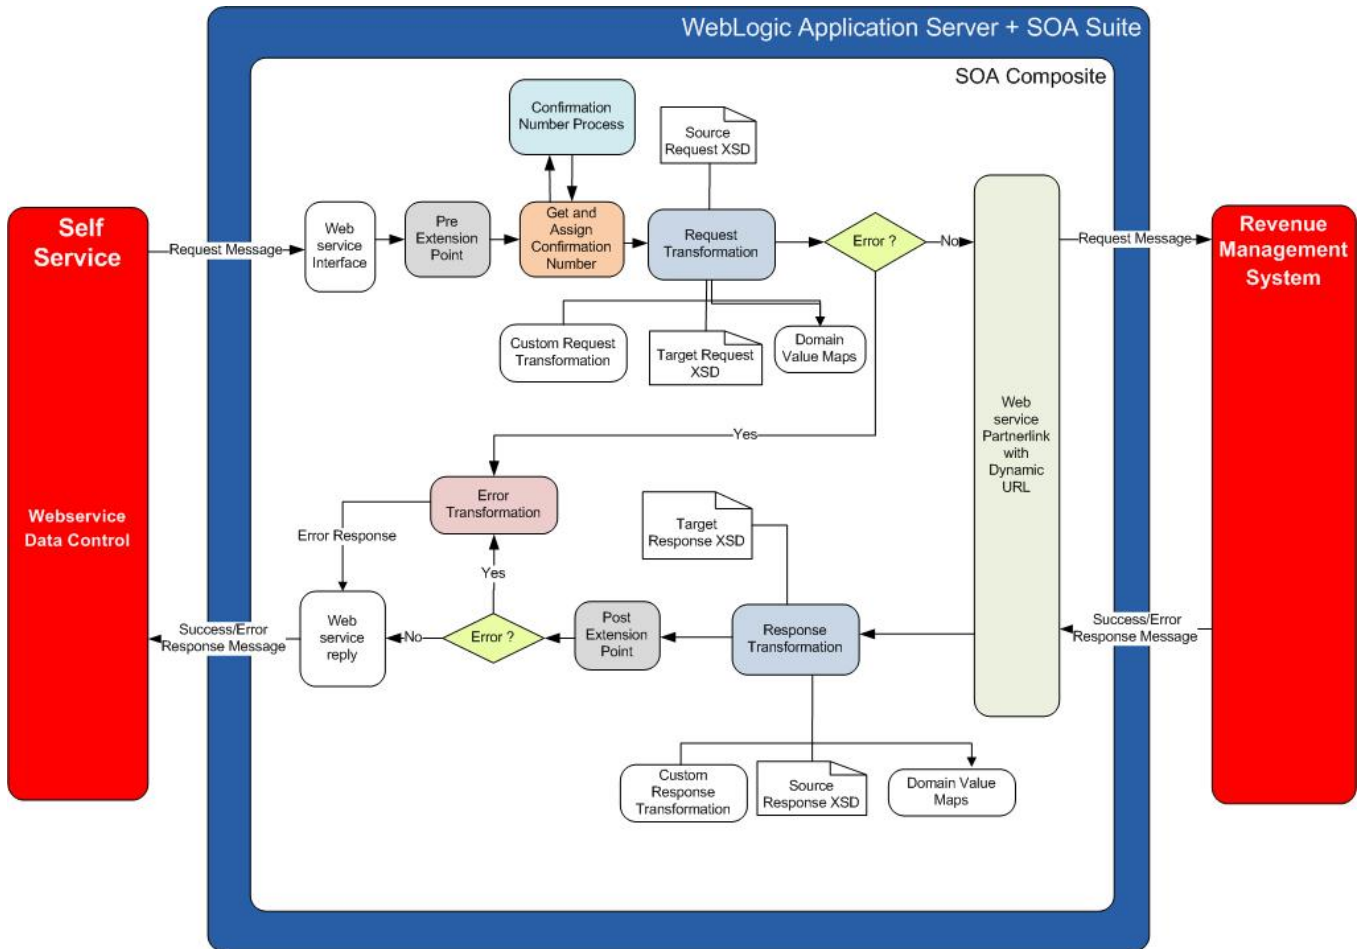 WebLogic Application Server + SOA Suite
SOA Composite
Confirmation
Number Process
Source
Request XSD
Self
Service
Request Message
Web
service
Interface
Pre
Extension
Point
Get and
Assign
Confirmation
Number
Request
Transformation
Error ?
No
Request Message
Revenue
Management
System
Custom Request
Transformation
Target Request
XSD
Domain
Value Maps
Yes
Web
service
Partnerlink
with
Dynamic
URL
Error
Transformation
Target
Response XSD
Webservice
Data Control
Error Response
Yes
Success/Error
Response Message
Web
service
reply
No
Error ?
Post
Extension
Point
Response
Transformation
Success/Error
Response Message
Custom
Response
Transformation
Source
Response XSD
Domain Value
Maps